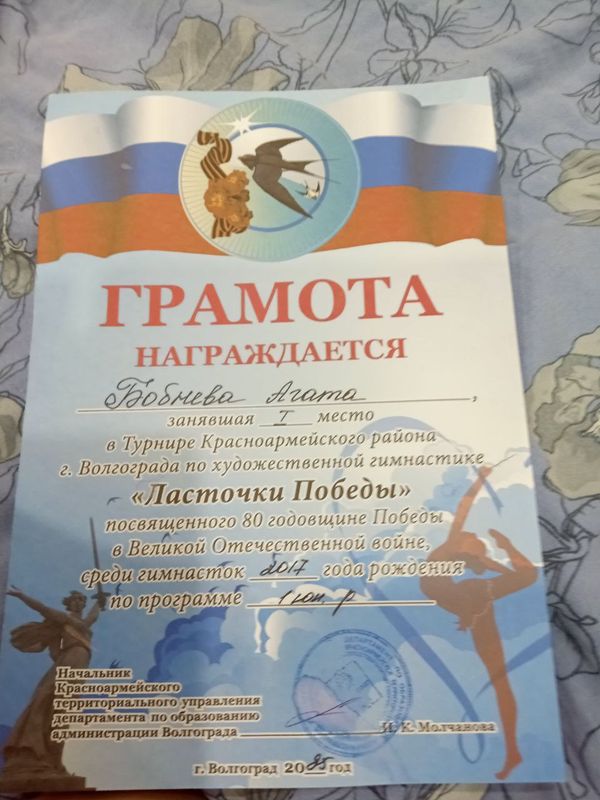 ГРАМОТА
НАГРАЖДАЕТСЯ
Бобнева Агата,
занявшая I место
в Турнире Красноармейского района
г. Волгограда по художественной гимнастике
«Ласточки Победы»
посвященного 80 годовщине Победы
в Великой Отечественной войне,
среди гимнасток 2017 года рождения
по программе 1 юн. р
Начальник
Красноармейского
территориального управления
департамента по образованию
администрации Волгограда И. К. Молчанова
г. Волгоград 2025 год